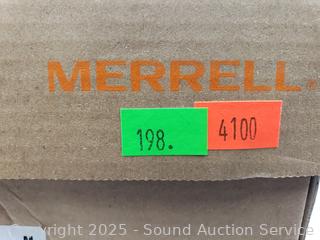 MERRELL.
198.
4100
M
Copyright 2025 - Sound Auction Service